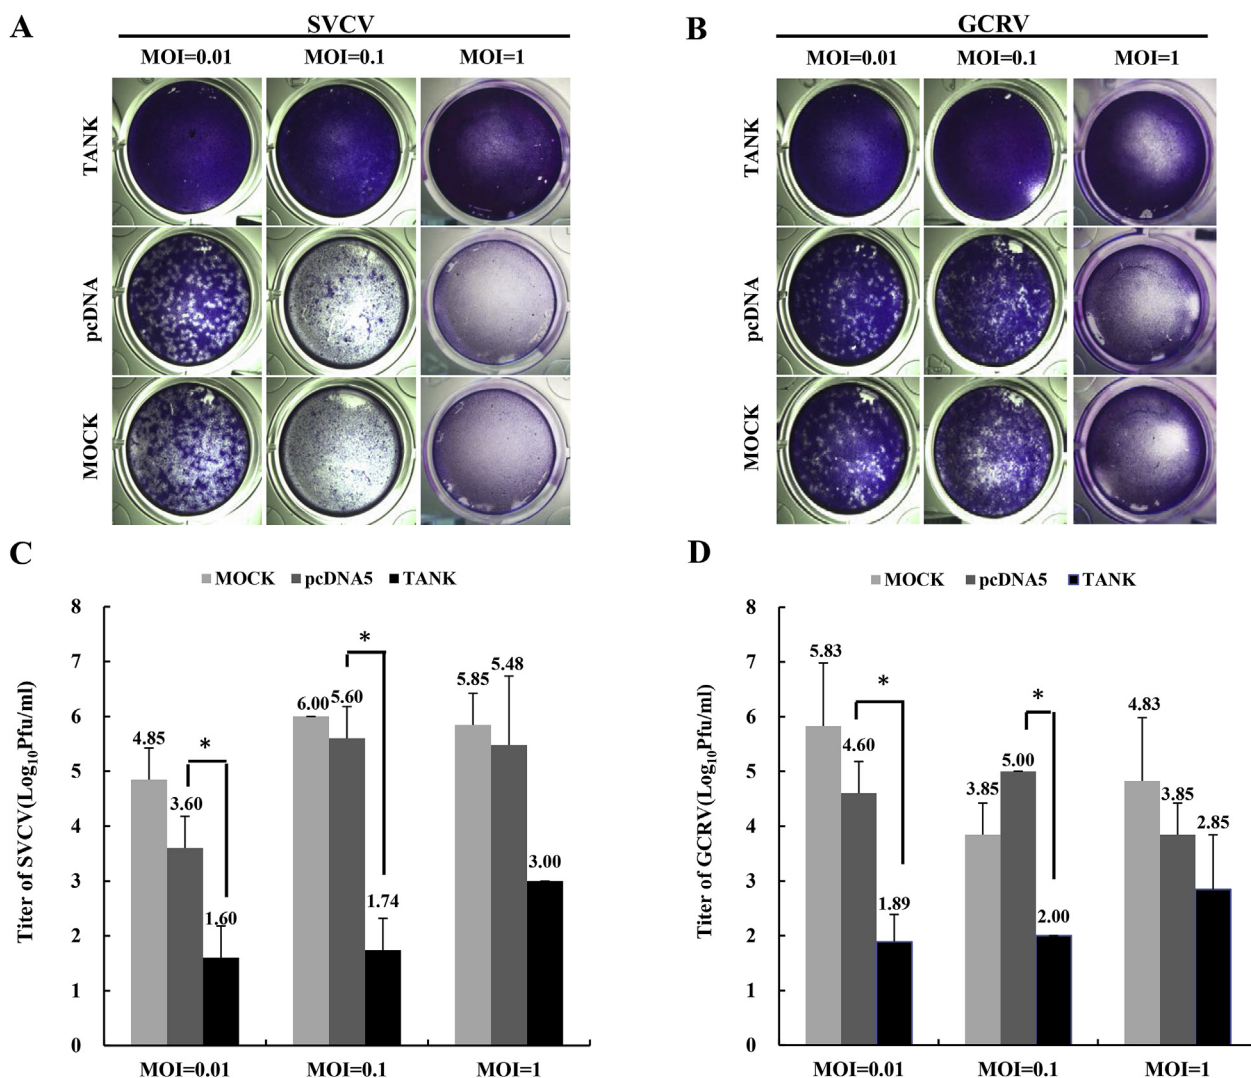 A
SVCV
MOI=0.01 MOI=0.1 MOI=1
TANK
pcDNA
MOCK
B
GCRV
MOI=0.01 MOI=0.1 MOI=1
TANK
pcDNA
MOCK
C
MOCK pcDNA5 TANK
Titer of SVCV(Log10Pfu/ml)
8
7
6
5
4
3
2
1
0
4.85
3.60
*
1.60
6.00
5.60
*
1.74
5.85
5.48
3.00
MOI=0.01 MOI=0.1 MOI=1
D
MOCK pcDNA5 TANK
Titer of GCRV(Log10Pfu/ml)
8
7
6
5
4
3
2
1
0
5.83
4.60
*
1.89
3.85
5.00
*
2.00
4.83
3.85
2.85
MOI=0.01 MOI=0.1 MOI=1